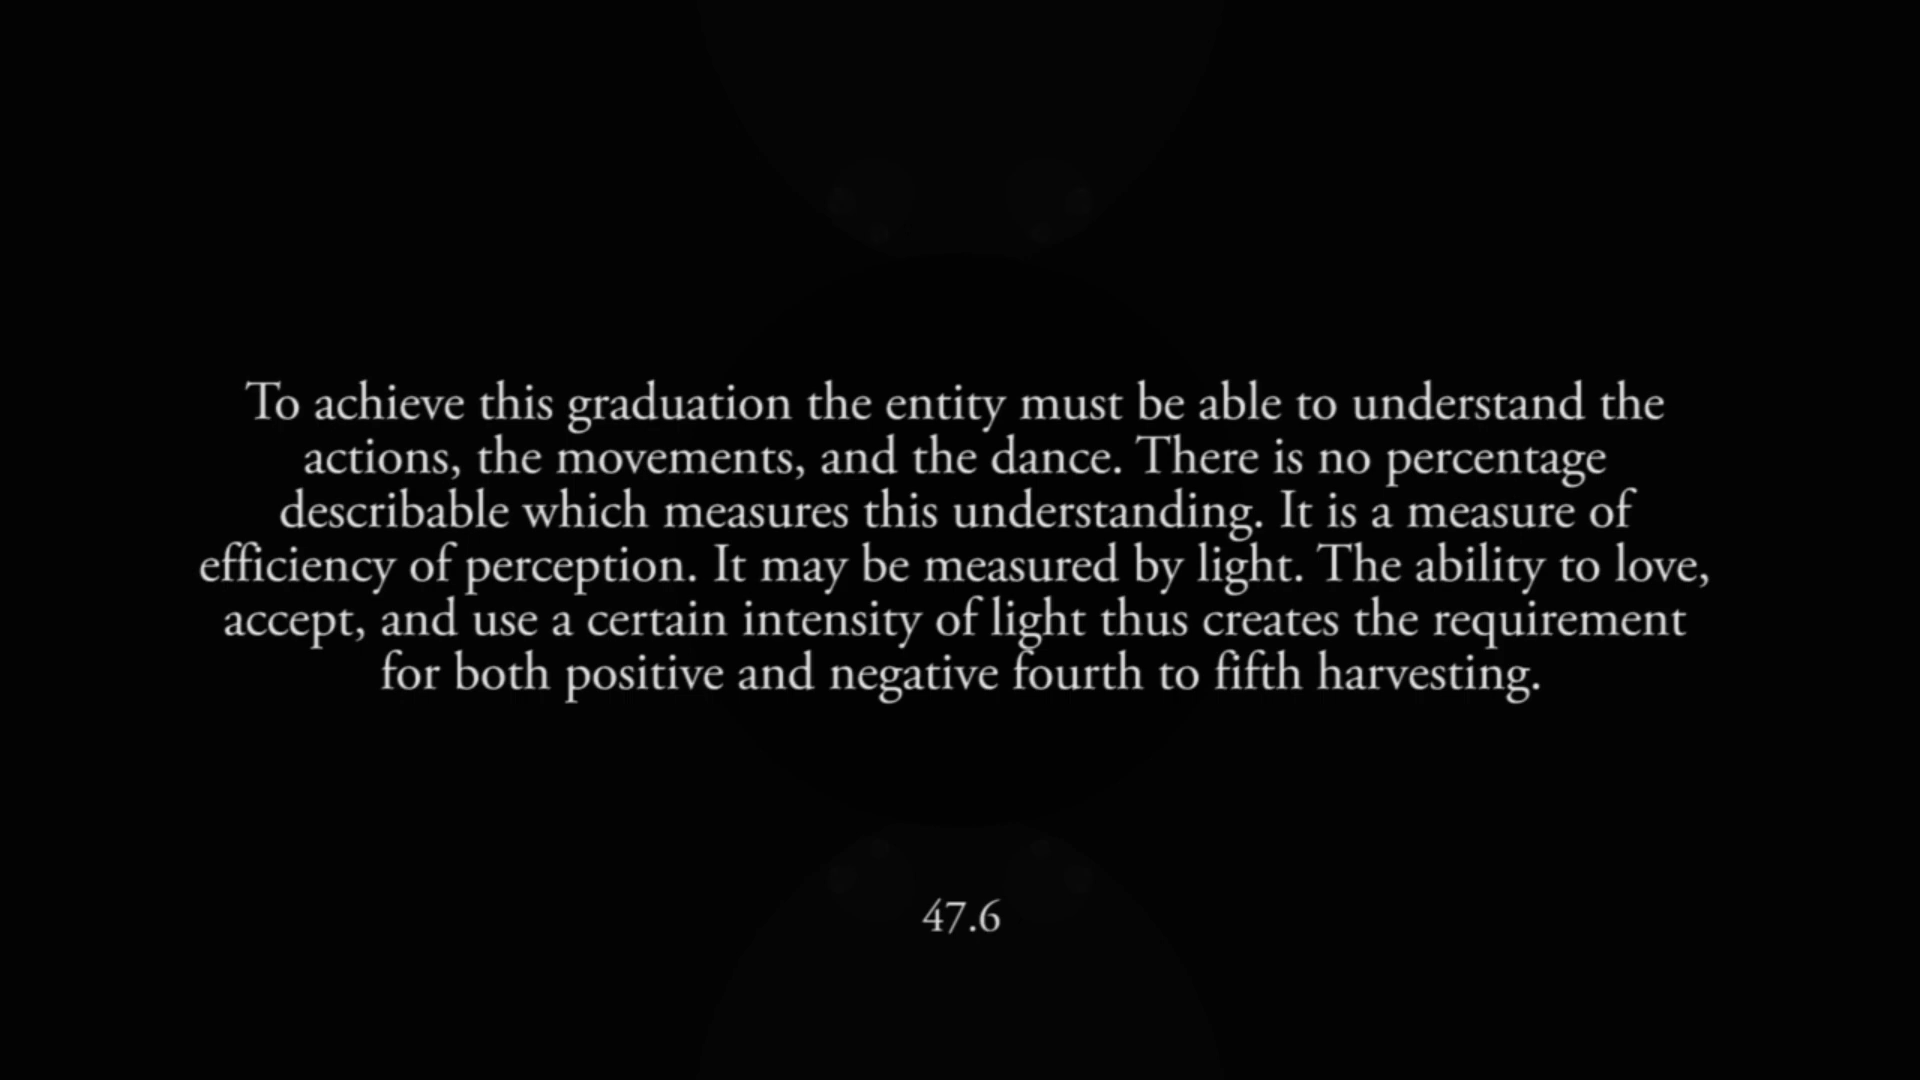 To achieve this graduation the entity must be able to understand the
actions, the movements, and the dance. There is no percentage
describable which measures this understanding. It is a measure of
efficiency of perception. It may be measured by light. The ability to love,
accept, and use a certain intensity of light thus creates the requirement
for both positive and negative fourth to fifth harvesting.
47.6